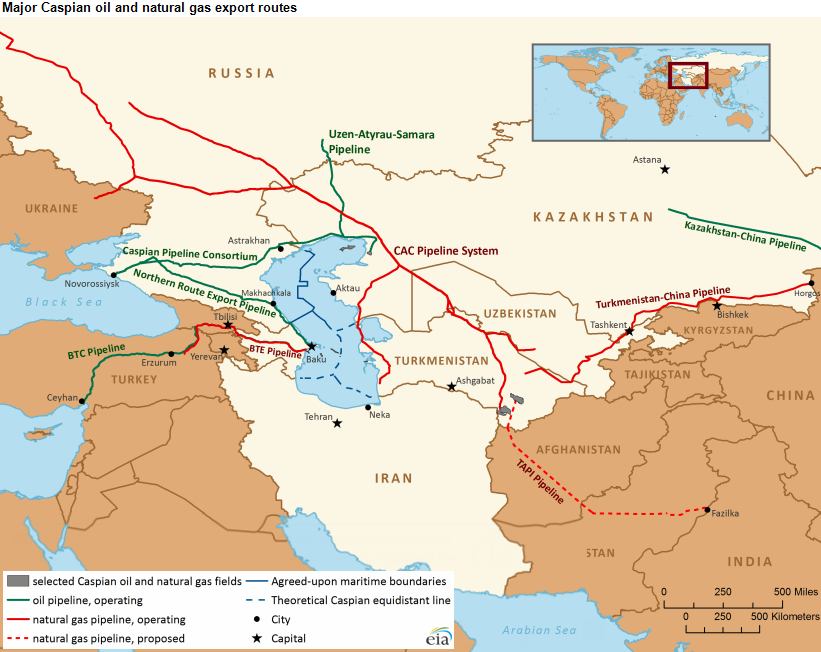 Major Caspian oil and natural gas export routes
RUSSIA
Uzen-Atyrau-Samara
Pipeline
Astana
UKRAINE
KAZAKHSTAN
Kazakhstan-China Pipeline
Astrakhan
Caspian Pipeline Consortium
CAC Pipeline System
Novorossiysk
Northern Route Export Pipeline
Makhachkala
Aktau
Turkmenistan-China Pipeline
Horgos
Black Sea
Tbilisi
UZBEKISTAN
Tashkent
Bishkek
KYRGYZSTAN
BTC Pipeline
Erzurum
Yerevan
BTE Pipeline
Baku
TURKMENISTAN
TURKEY
Ashgabat
TAJIKISTAN
CHINA
Ceyhan
Tehran
Neka
IRAN
AFGHANISTAN
TAPI Pipeline
Fazilka
STAN
INDIA
Arabian Sea
selected Caspian oil and natural gas fields
oil pipeline, operating
natural gas pipeline, operating
natural gas pipeline, proposed
Agreed-upon maritime boundaries
Theoretical Caspian equidistant line
City
Capital
eia
0 250 500 Miles
0 250 500 Kilometers